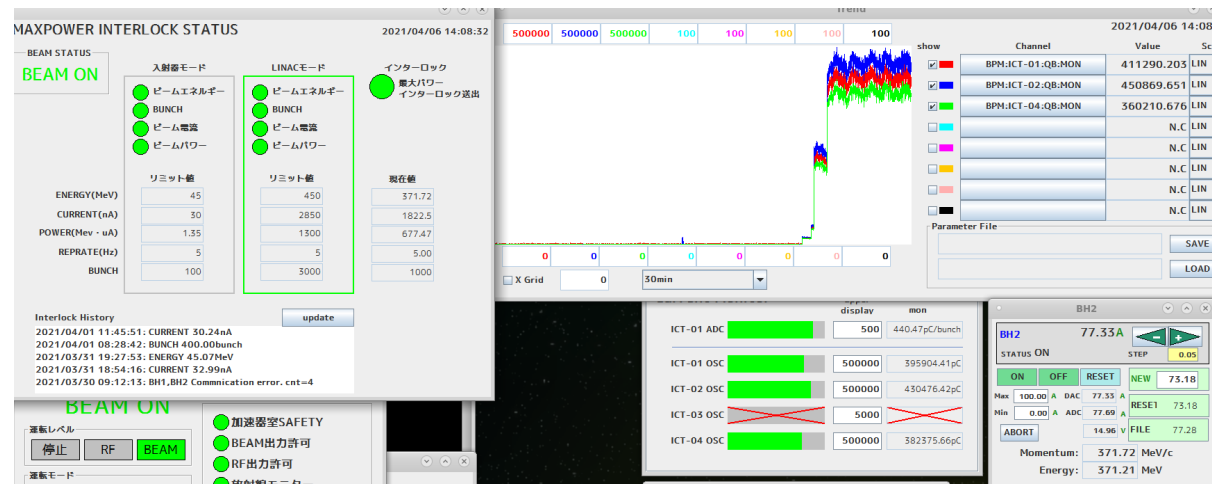 MAXPOWER INTERLOCK STATUS
2021/04/06 14:08:32
BEAM STATUS
BEAM ON
入射器モード
ビームエネルギー
BUNCH
ビーム電流
ビームパワー
LINACモード
ビームエネルギー
BUNCH
ビーム電流
ビームパワー
インターロック
最大パワー
インターロック送出
リミット値 リミット値 現在値
ENERGY(MeV) 45 450 371.72
CURRENT(nA) 30 2850 1822.5
POWER(Mev - uA) 1.35 1300 677.47
REPRATE(Hz) 5 5 5.00
BUNCH 100 3000 1000
Interlock History
update
2021/04/01 11:45:51: CURRENT 30.24nA
2021/04/01 08:28:42: BUNCH 400.00bunch
2021/03/31 19:27:53: ENERGY 45.07MeV
2021/03/31 18:54:16: CURRENT 32.99nA
2021/03/30 09:12:13: BH1,BH2 Commnication error. cnt=4
Trend
2021/04/06 14:08
500000 500000 500000 100 100 100 100 100
show Channel Value Sc
BPM:ICT-01:QB:MON 411290.203 LIN
BPM:ICT-02:QB:MON 450869.651 LIN
BPM:ICT-04:QB:MON 360210.676 LIN
N.C LIN
N.C LIN
N.C LIN
N.C LIN
N.C LIN
0 0 0 0 0 0 0 0
X Grid 0 30min
Parameter File
SAVE
LOAD
display mon
ICT-01 ADC 500 440.47pC/bunch
ICT-01 OSC 500000 395904.41pC
ICT-02 OSC 500000 430476.42pC
ICT-03 OSC 5000
ICT-04 OSC 500000 382375.66pC
BH2
BH2 77.33A
STATUS ON STEP 0.05
ON OFF RESET NEW 73.18
Max 100.00 A DAC 77.33 A
Min 0.00 A ADC 77.69 A
RESE1 73.18
ABORT 14.96 V FILE 77.28
Momentum: 371.72 MeV/c
Energy: 371.21 MeV
BEAM ON
運転レベル
停止 RF BEAM
運転モード
加速器室SAFETY
BEAM出力許可
RF出力許可
放射線モニター